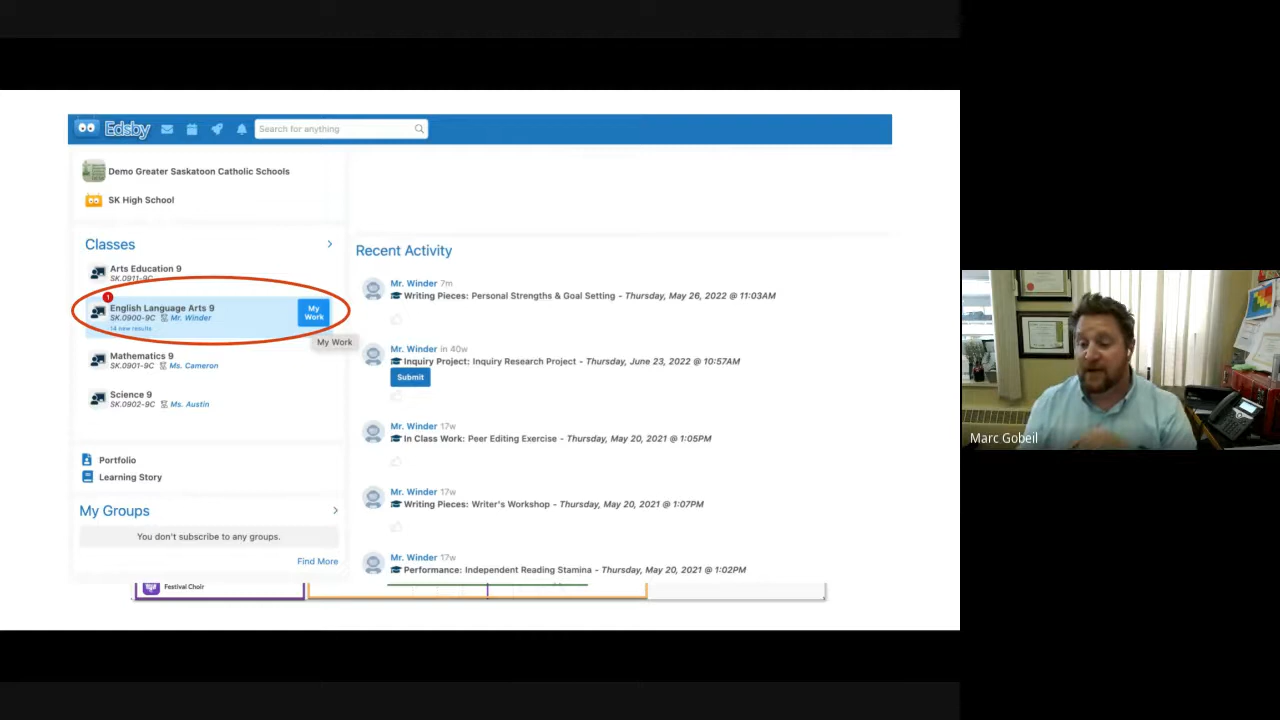 Edsby
Search for anything
Demo Greater Saskatoon Catholic Schools
SK High School
Classes
Arts Education 9
SK.0911-9C
1
English Language Arts 9
SK.0900-9C Mr. Winder
14 new results
My Work
My Work
Mathematics 9
SK.0901-9C Ms. Cameron
Science 9
SK.0902-9C Ms. Austin
Portfolio
Learning Story
My Groups
You don't subscribe to any groups.
Find More
Festival Choir
Recent Activity
Mr. Winder 7m
Writing Pieces: Personal Strengths & Goal Setting - Thursday, May 26, 2022 @ 11:03AM
Mr. Winder in 40w
Inquiry Project: Inquiry Research Project - Thursday, June 23, 2022 @ 10:57AM
Submit
Mr. Winder 17w
In Class Work: Peer Editing Exercise - Thursday, May 20, 2021 @ 1:05PM
Mr. Winder 17w
Writing Pieces: Writer's Workshop - Thursday, May 20, 2021 @ 1:07PM
Mr. Winder 17w
Performance: Independent Reading Stamina - Thursday, May 20, 2021 @ 1:02PM
Marc Gobeil